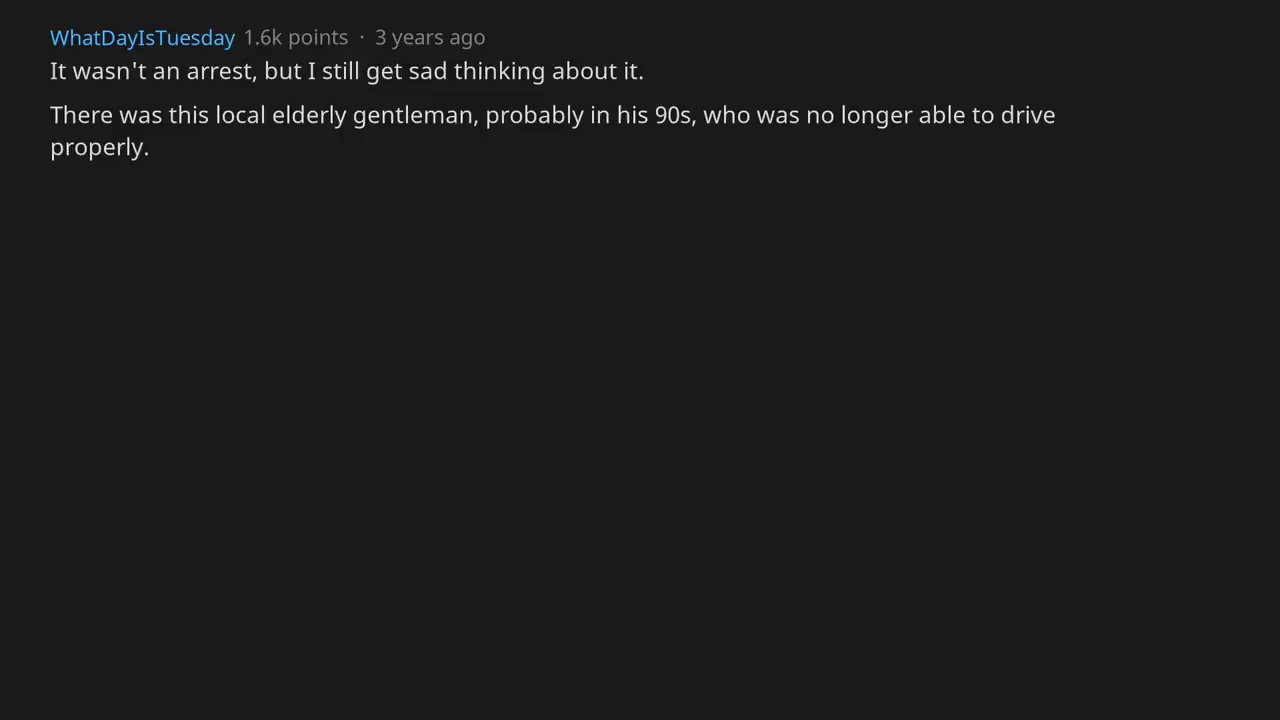 WhatDayIsTuesday 1.6k points · 3 years ago
It wasn't an arrest, but I still get sad thinking about it.
There was this local elderly gentleman, probably in his 90s, who was no longer able to drive
properly.